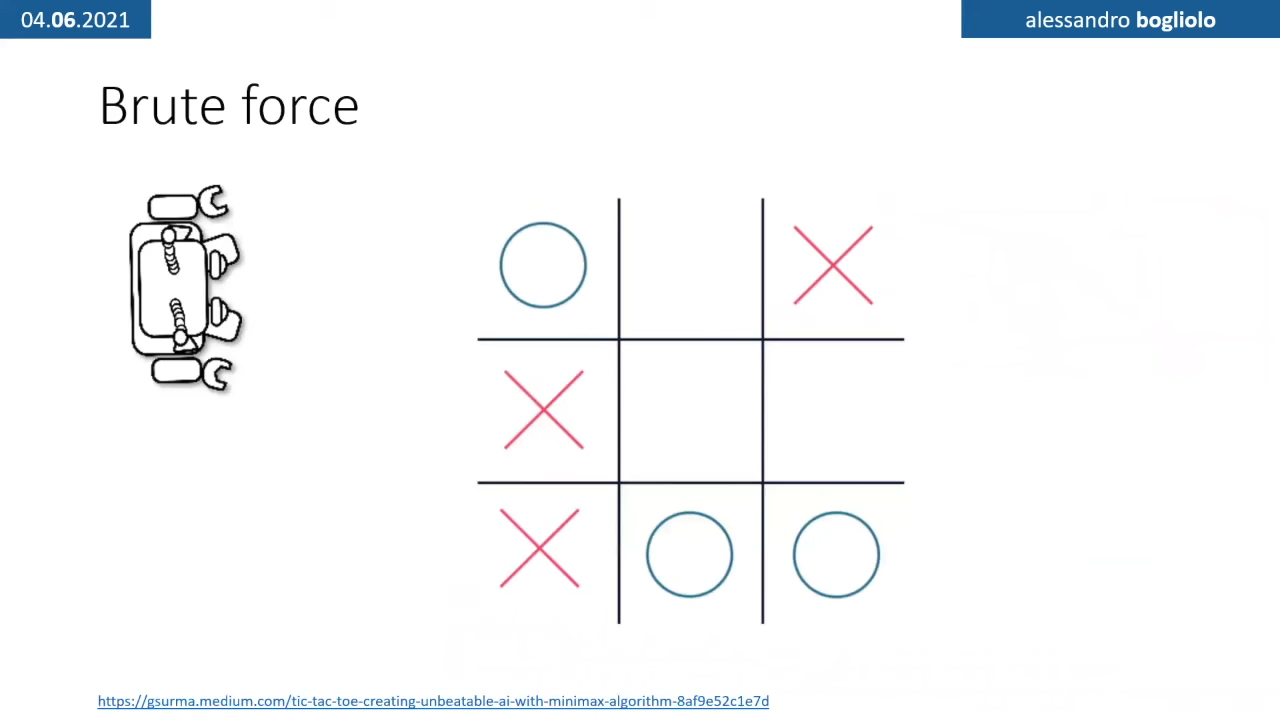 04.06.2021
alessandro bogliolo
Brute force
https://gsurma.medium.com/tic-tac-toe-creating-unbeatable-ai-with-minimax-algorithm-8af9e52c1e7d